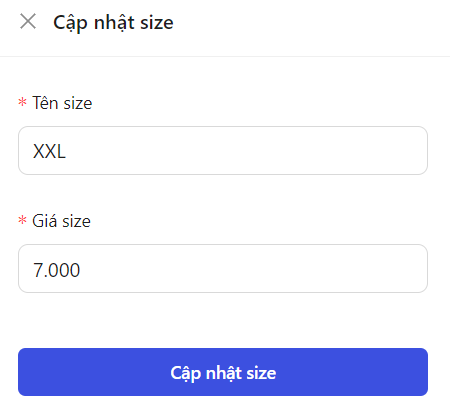 Cập nhật size
* Tên size
XXL
* Giá size
7.000
Cập nhật size